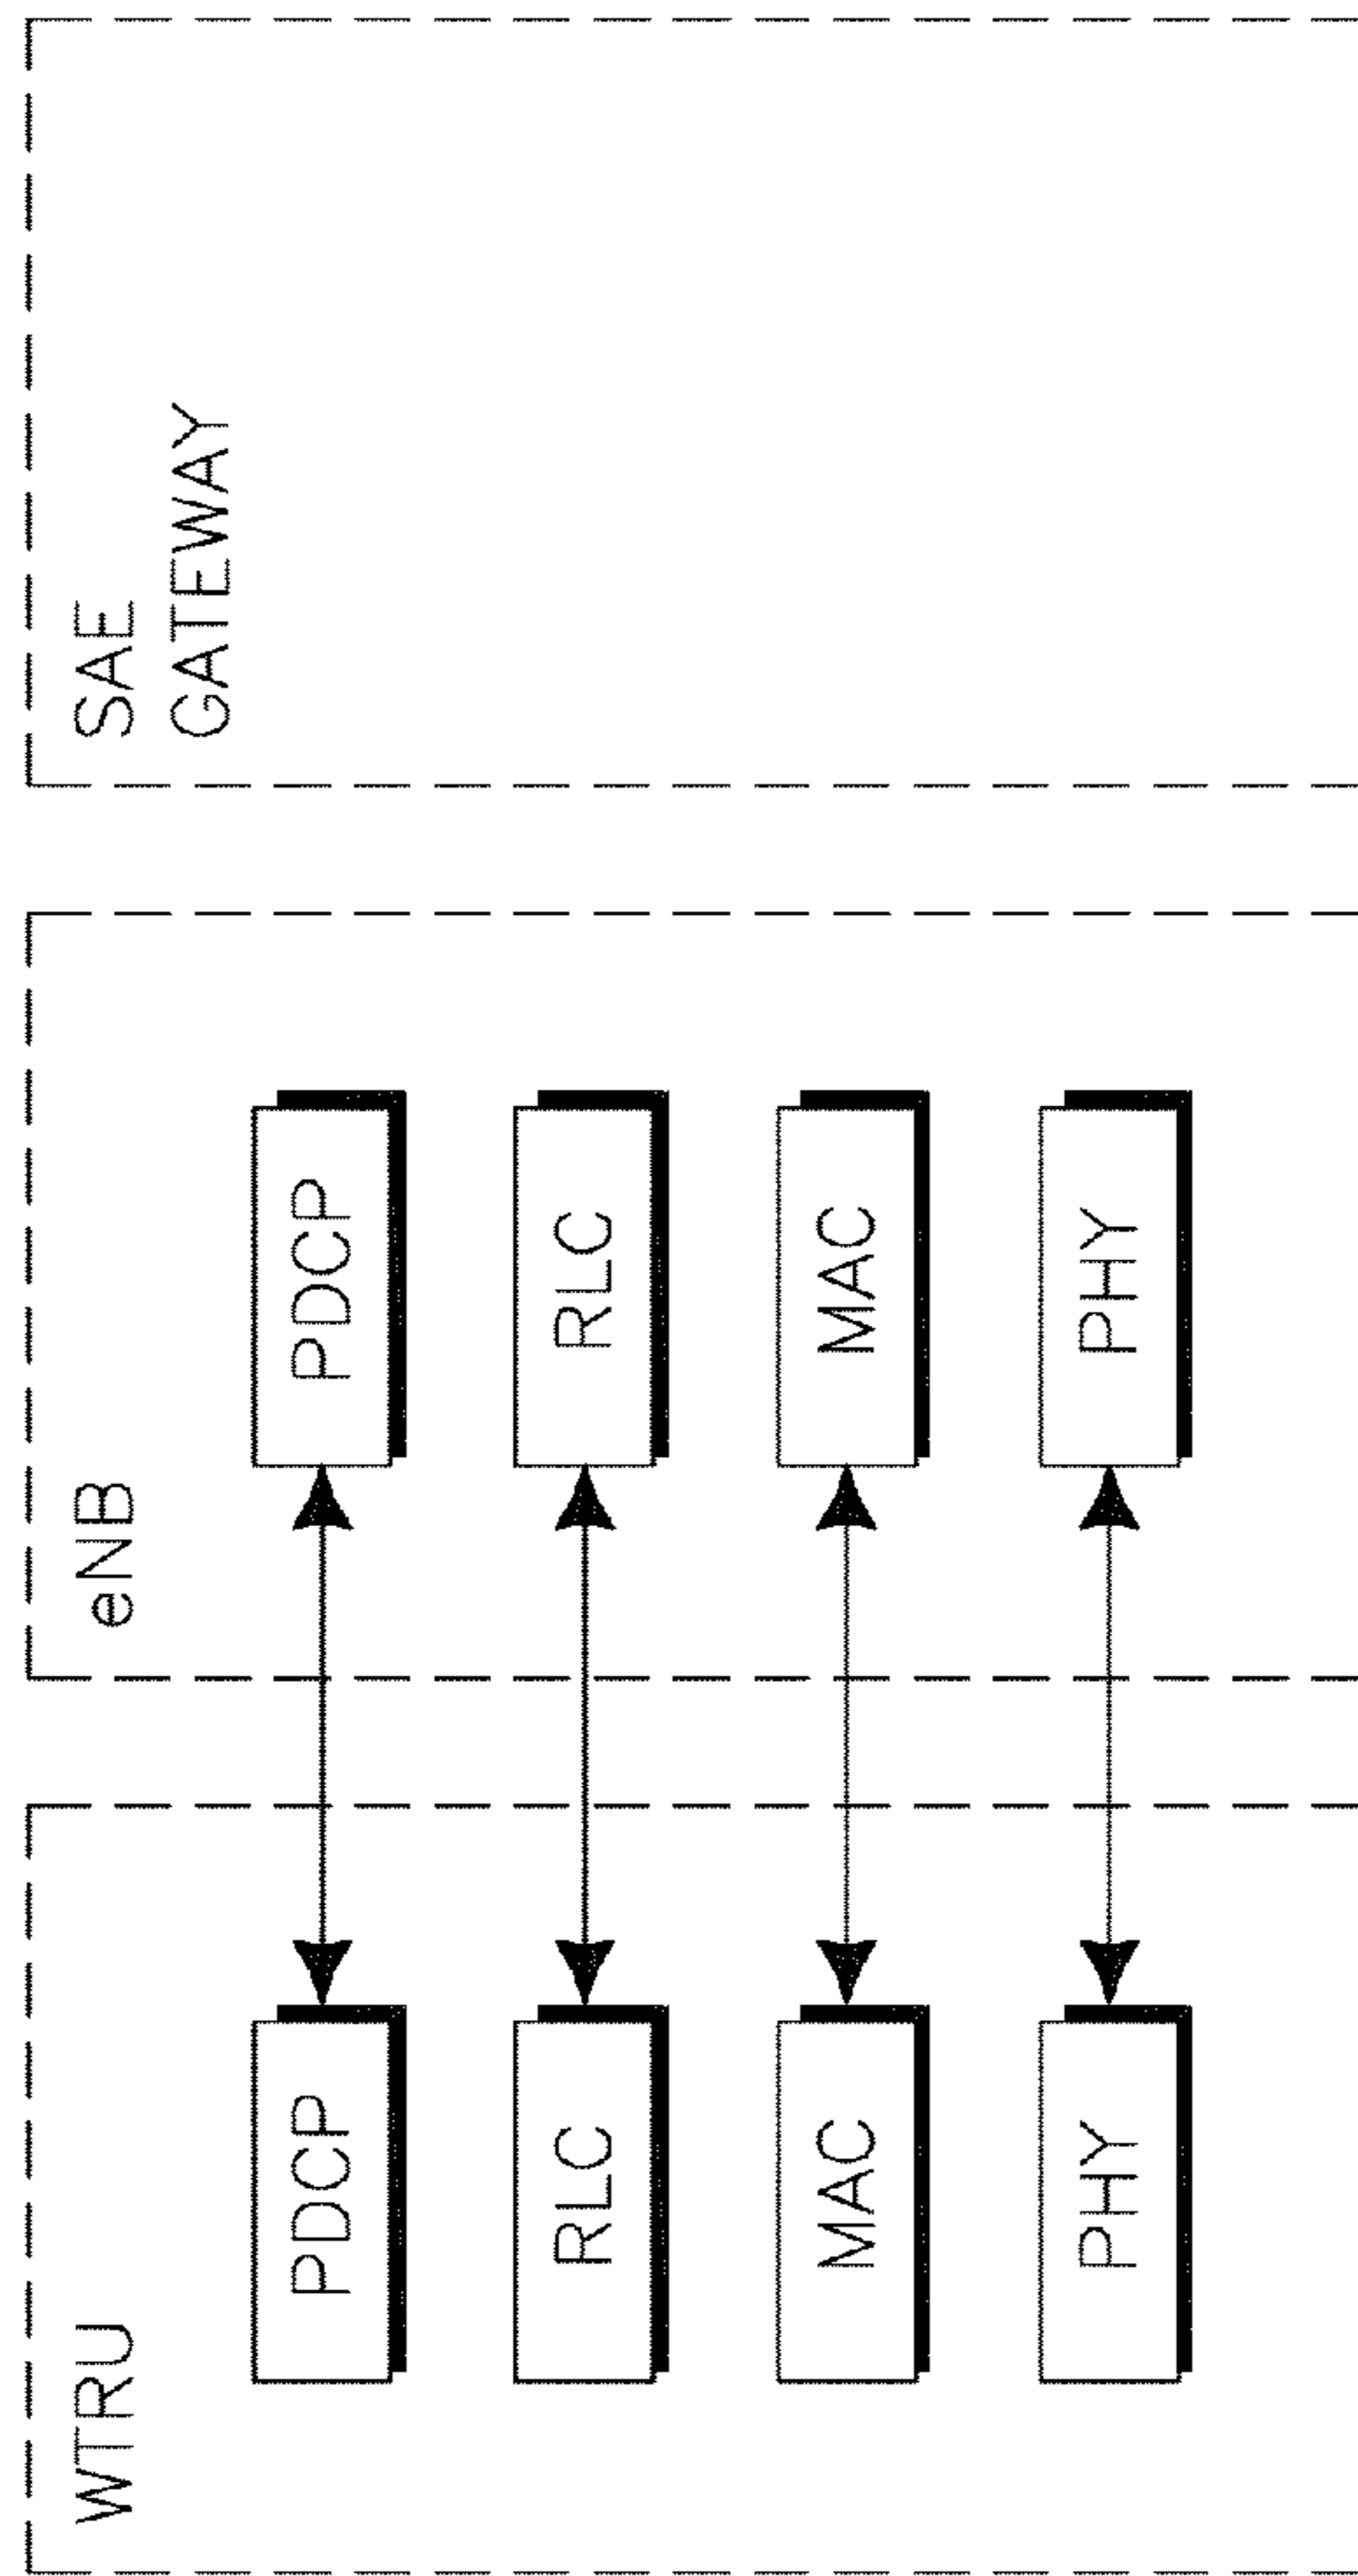 WTRU
eNB
SAE
GATEWAY
PDCP
PDCP
RLC
RLC
MAC
MAC
PHY
PHY